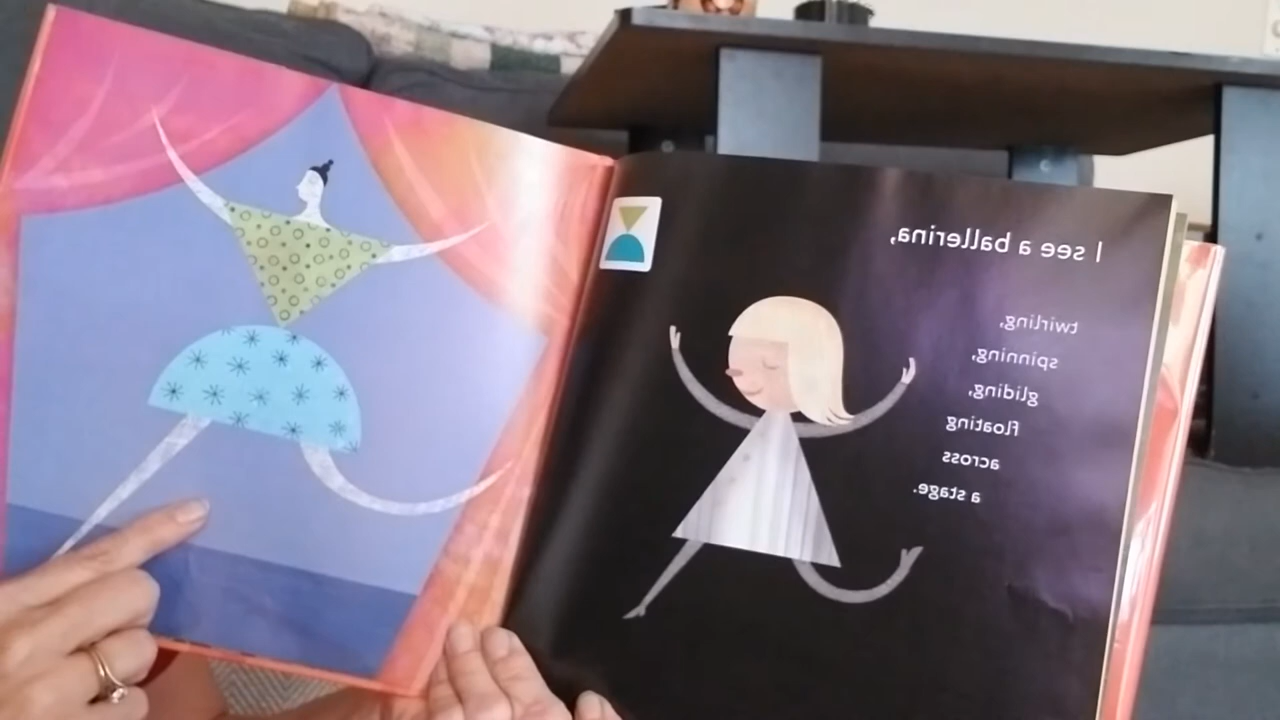 I see a ballerina,
twirling,
spinning,
gliding,
floating
across
a stage.